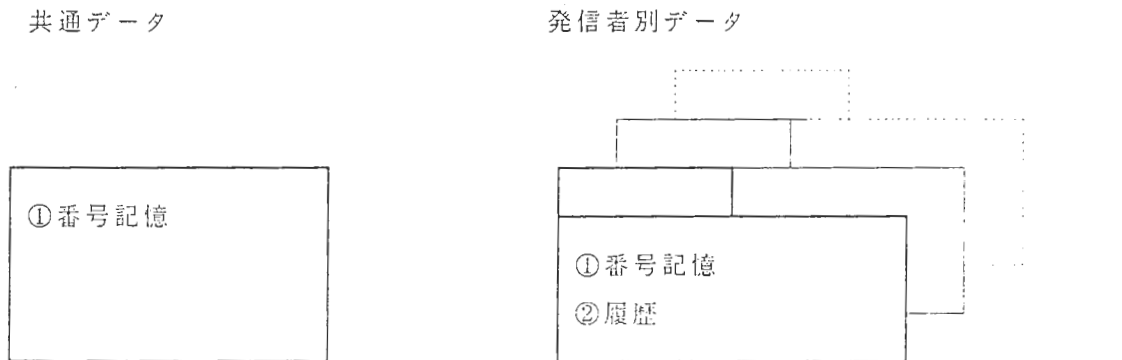 共通データ
発信者別データ
①番号記憶
①番号記憶
②履歴